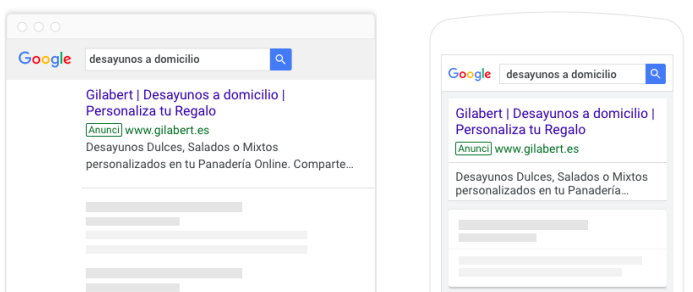 Google desayunos a domicilio
Gilabert | Desayunos a domicilio |
Personaliza tu Regalo
Anunci www.gilabert.es
Desayunos Dulces, Salados o Mixtos
personalizados en tu Panadería Online. Comparte...
Google desayunos a domicilio
Gilabert | Desayunos a domicilio |
Personaliza tu Regalo
Anunci www.gilabert.es
Desayunos Dulces, Salados o Mixtos
personalizados en tu Panadería...